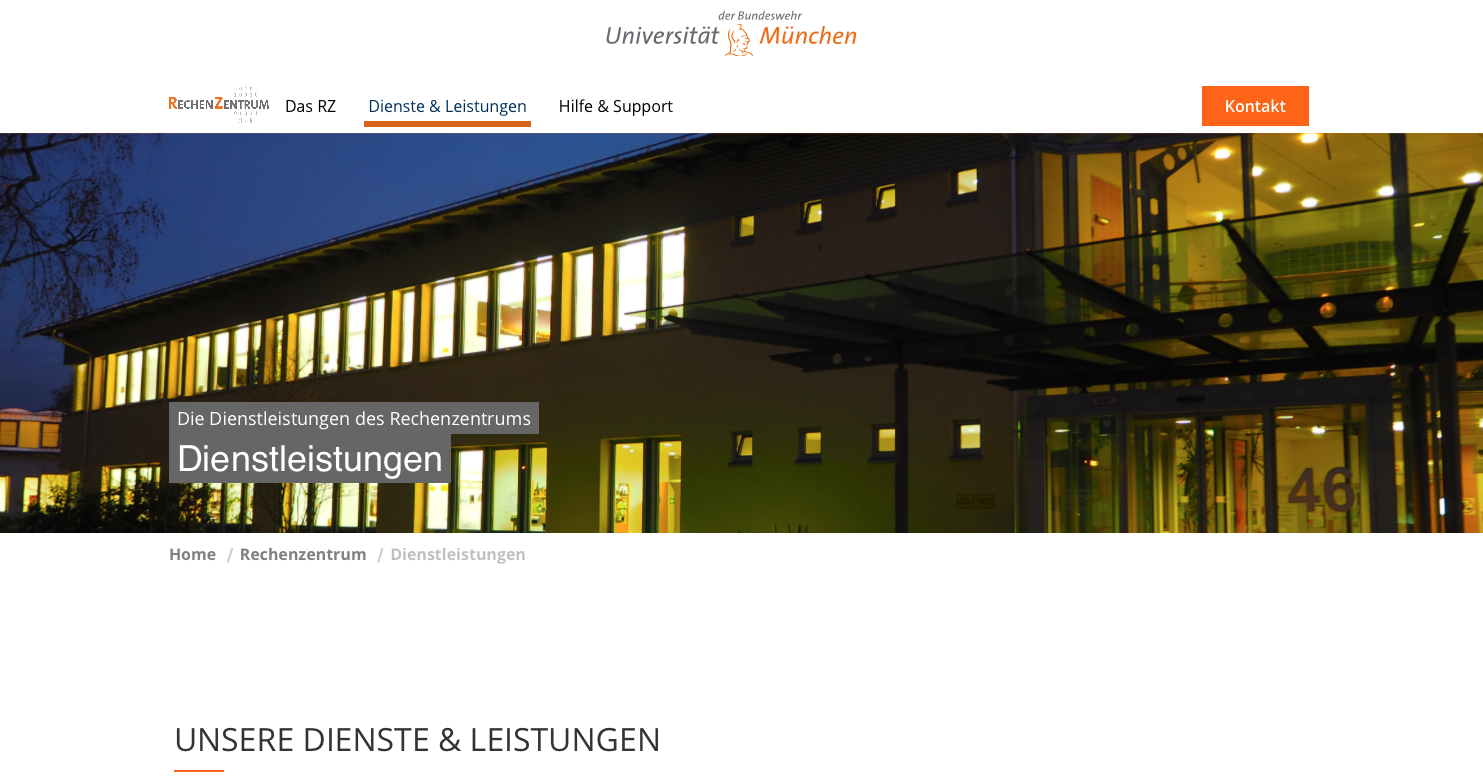 der Bundeswehr
Universität München
RECHENZENTRUM
Das RZ
Dienste & Leistungen
Hilfe & Support
Kontakt
Die Dienstleistungen des Rechenzentrums
Dienstleistungen
46
Home / Rechenzentrum / Dienstleistungen
UNSERE DIENSTE & LEISTUNGEN